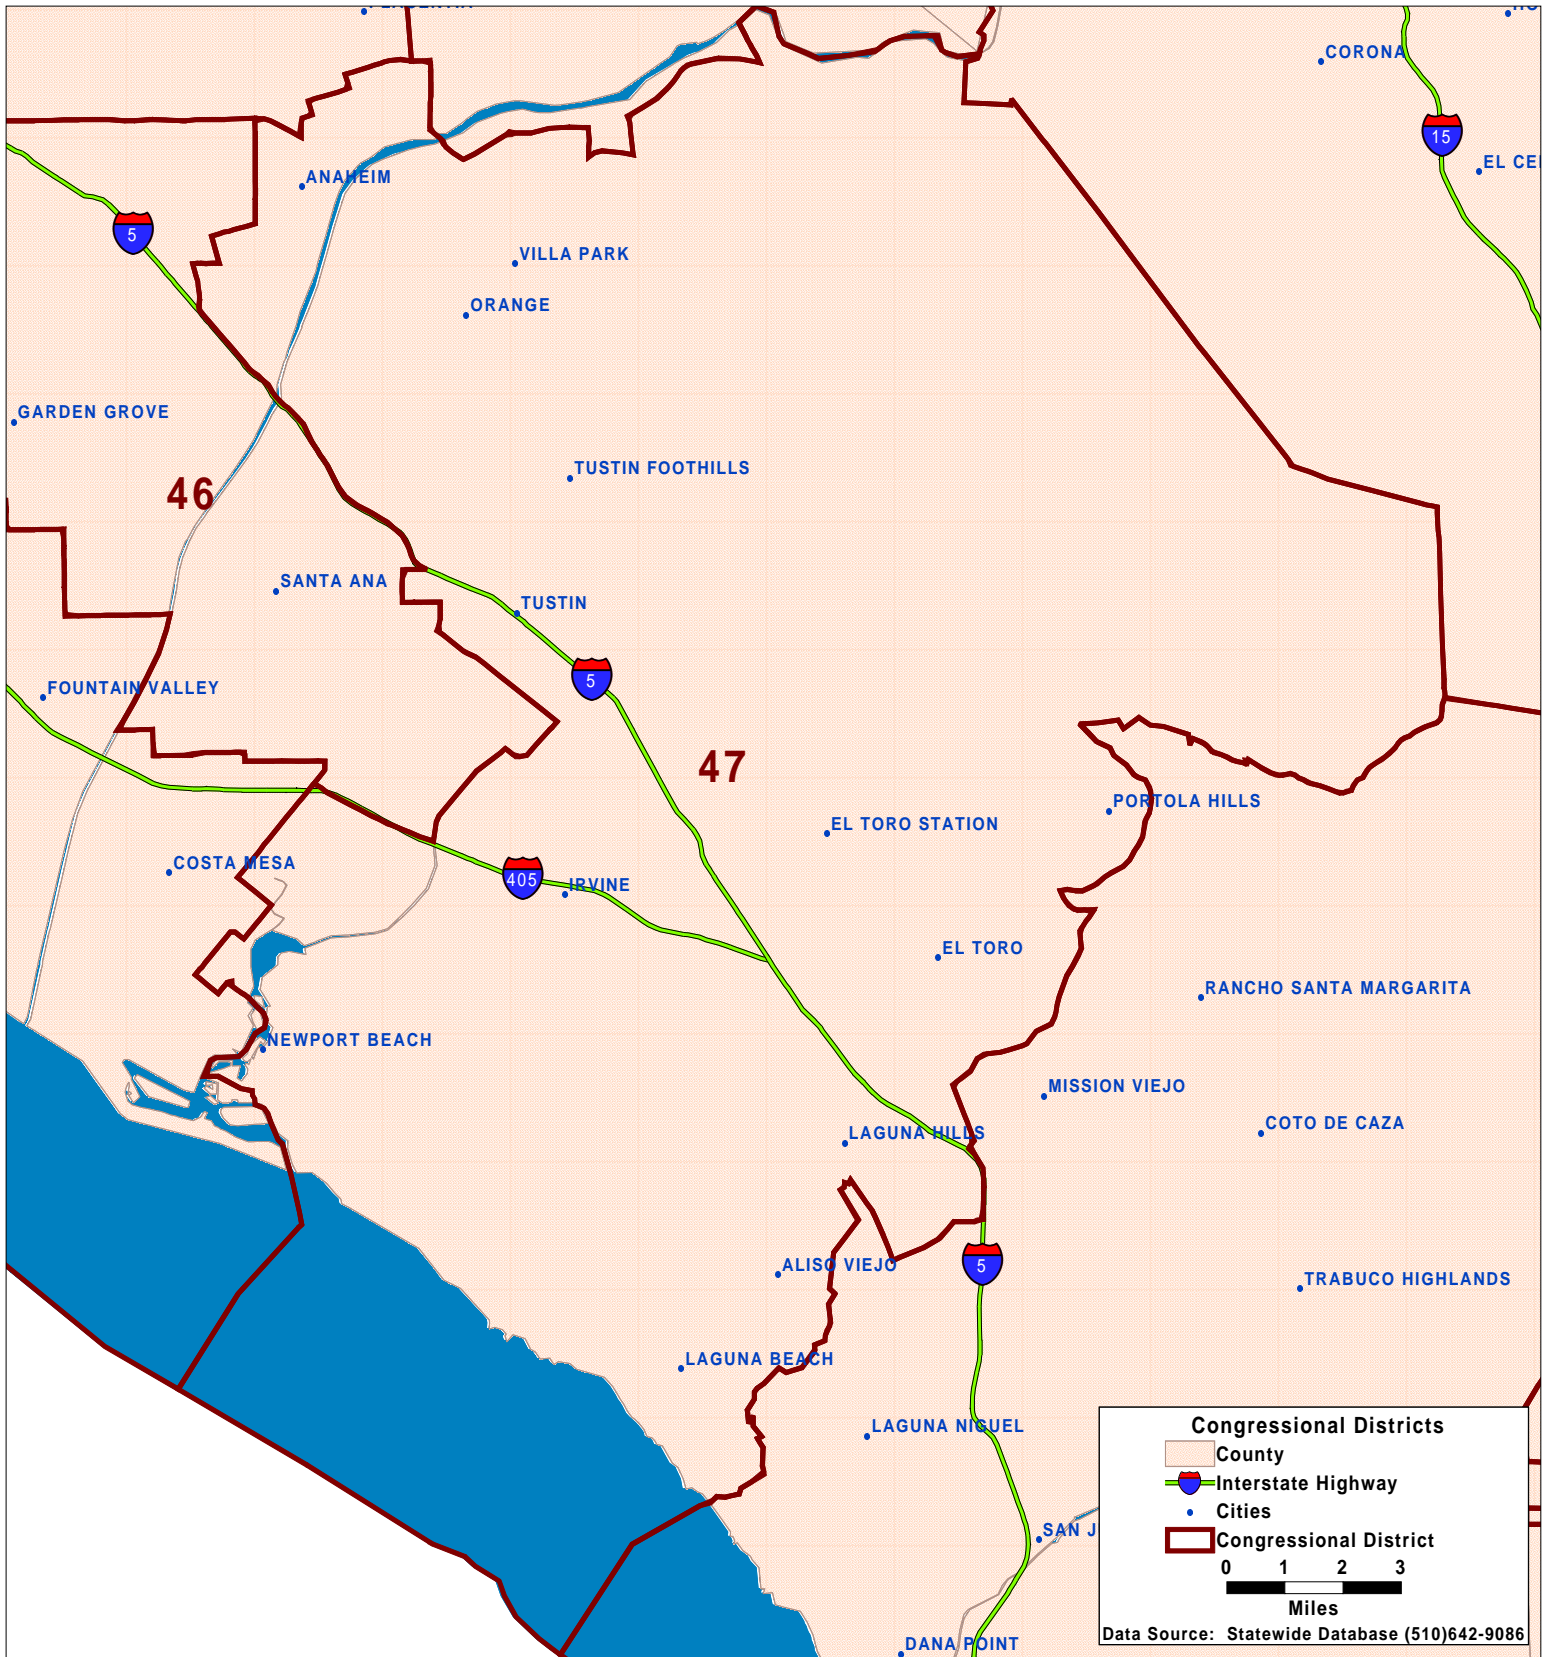 CORONA
15
EL CE
ANAHEIM
5
VILLA PARK
ORANGE
GARDEN GROVE
TUSTIN FOOTHILLS
46
SANTA ANA
TUSTIN
5
FOUNTAIN VALLEY
47
PORTOLA HILLS
EL TORO STATION
COSTA MESA
405
IRVINE
EL TORO
RANCHO SANTA MARGARITA
NEWPORT BEACH
MISSION VIEJO
COTO DE CAZA
LAGUNA HILLS
ALISO VIEJO
5
TRABUCO HIGHLANDS
LAGUNA BEACH
LAGUNA NIGUEL
SAN J
DANA POINT
Congressional Districts
County
Interstate Highway
Cities
Congressional District
0 1 2 3
Miles
Data Source: Statewide Database (510)642-9086